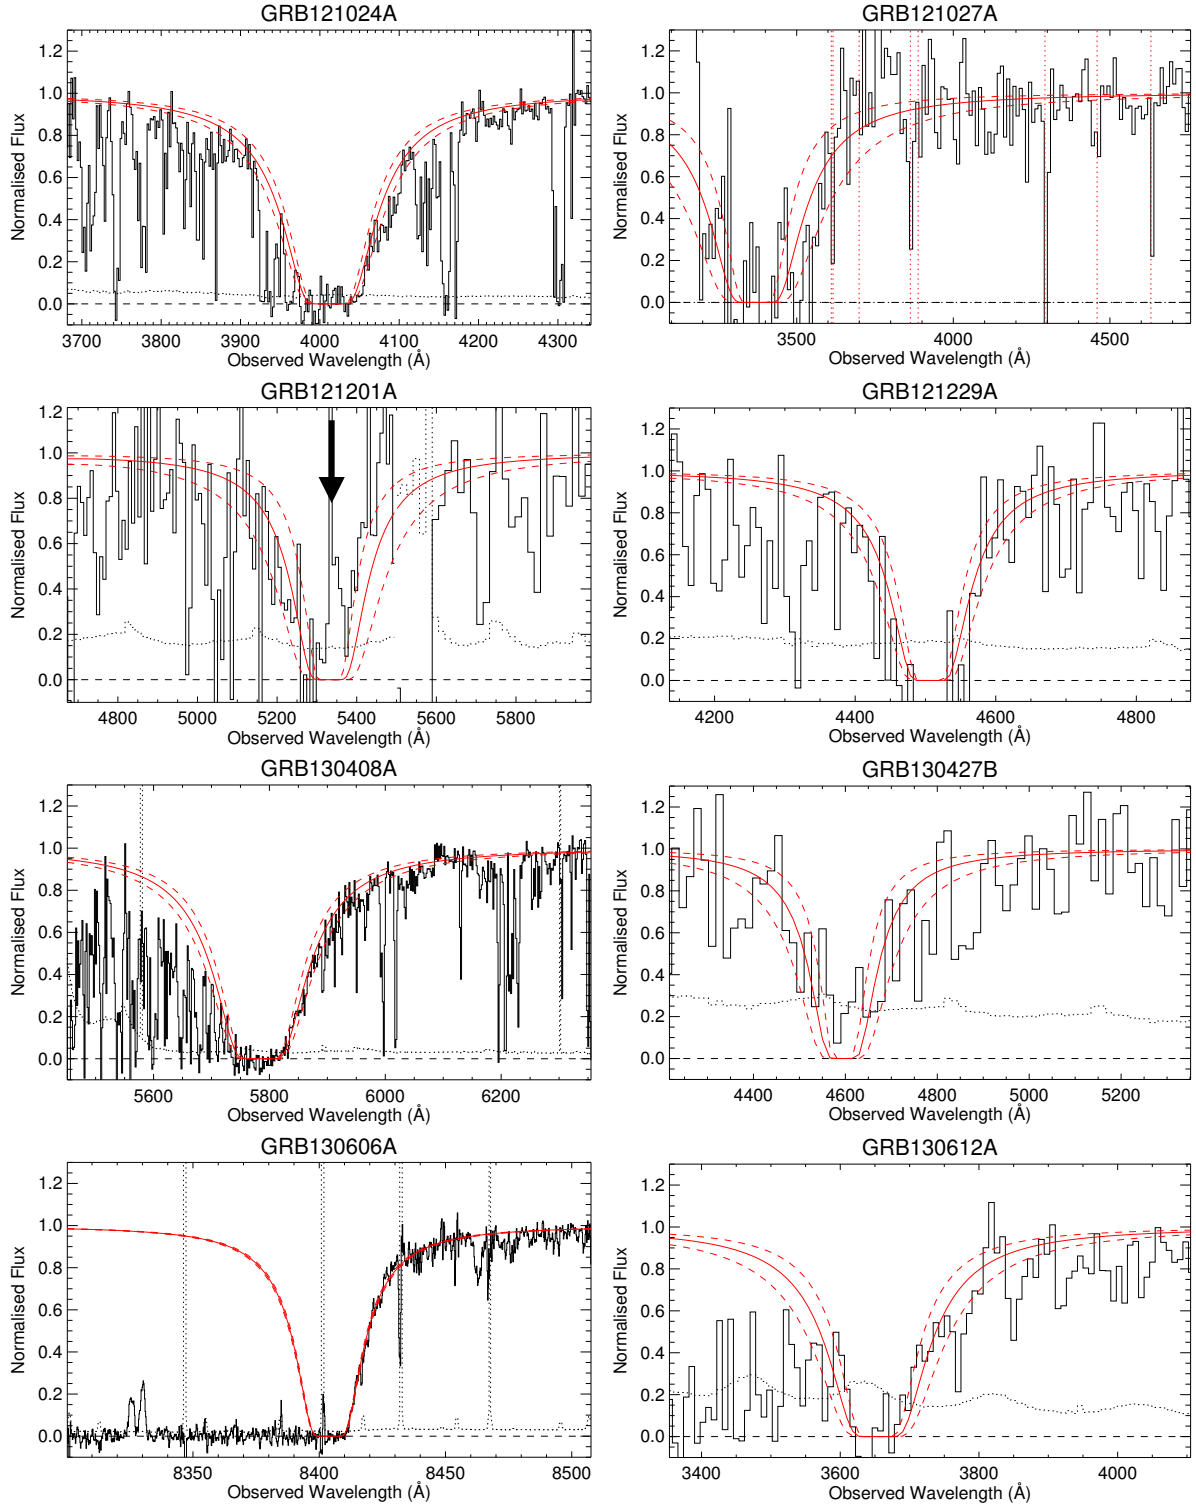 GRB121024A
1.2
1.0
0.8
0.6
0.4
0.2
0.0
Normalised Flux
3700 3800 3900 4000 4100 4200 4300
Observed Wavelength (Å)
GRB121027A
1.2
1.0
0.8
0.6
0.4
0.2
0.0
Normalised Flux
3500 4000 4500
Observed Wavelength (Å)
GRB121201A
1.2
1.0
0.8
0.6
0.4
0.2
0.0
Normalised Flux
4800 5000 5200 5400 5600 5800
Observed Wavelength (Å)
GRB121229A
1.2
1.0
0.8
0.6
0.4
0.2
0.0
Normalised Flux
4200 4400 4600 4800
Observed Wavelength (Å)
GRB130408A
1.2
1.0
0.8
0.6
0.4
0.2
0.0
Normalised Flux
5600 5800 6000 6200
Observed Wavelength (Å)
GRB130427B
1.2
1.0
0.8
0.6
0.4
0.2
0.0
Normalised Flux
4400 4600 4800 5000 5200
Observed Wavelength (Å)
GRB130606A
1.2
1.0
0.8
0.6
0.4
0.2
0.0
Normalised Flux
8350 8400 8450 8500
Observed Wavelength (Å)
GRB130612A
1.2
1.0
0.8
0.6
0.4
0.2
0.0
Normalised Flux
3400 3600 3800 4000
Observed Wavelength (Å)